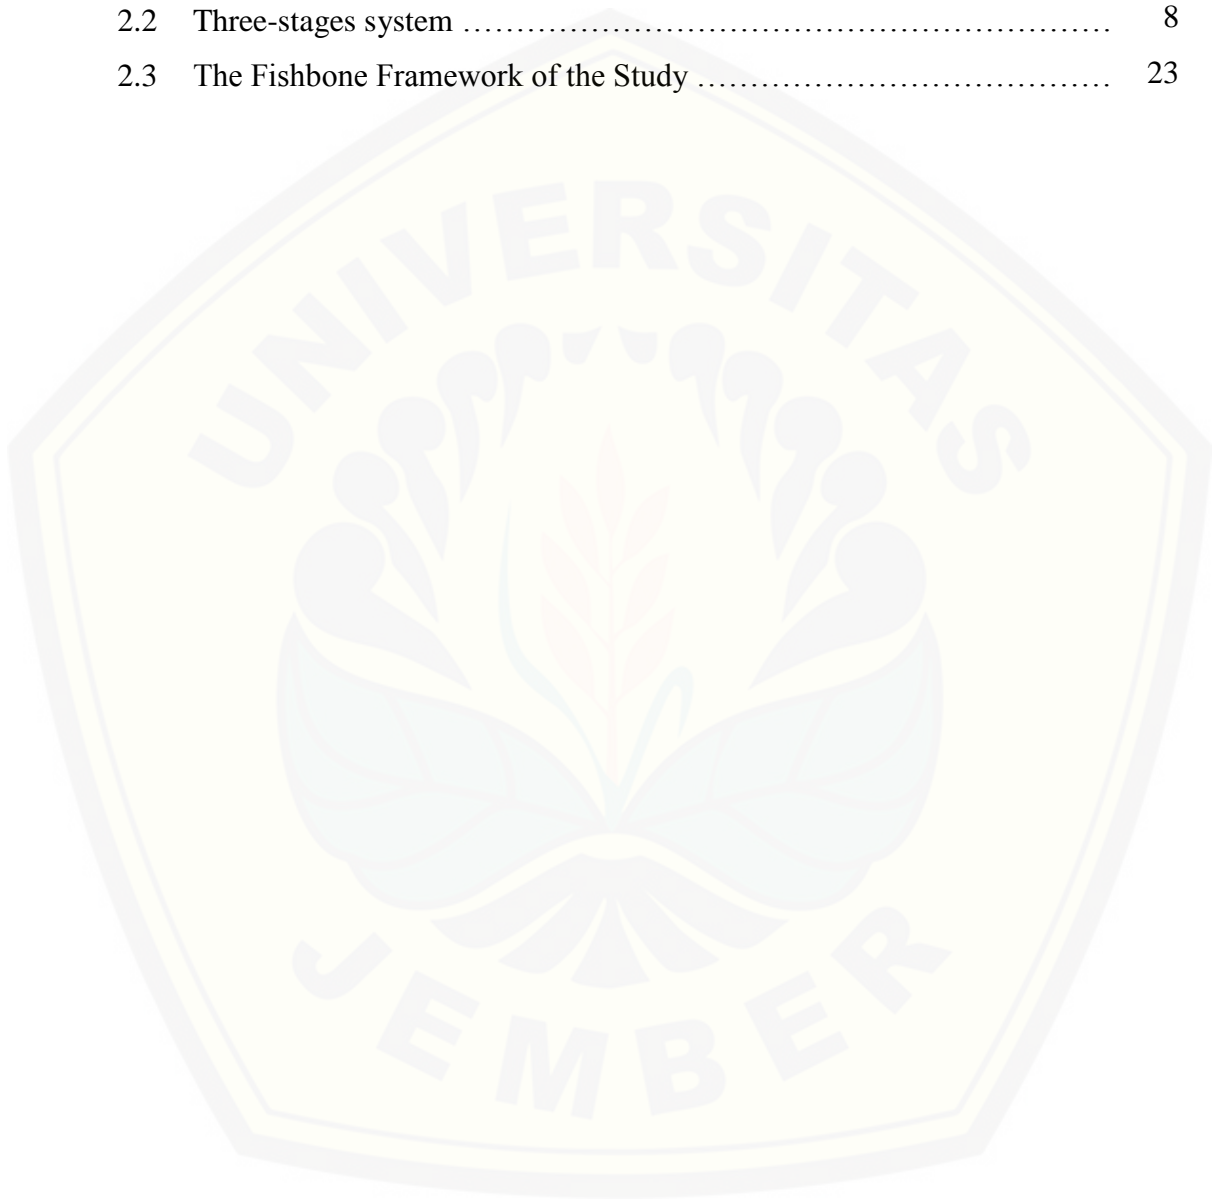 2.2 Three-stages system ............................................................. 8
2.3 The Fishbone Framework of the Study ....................................... 23
UNIVERSITAS
JEMBER